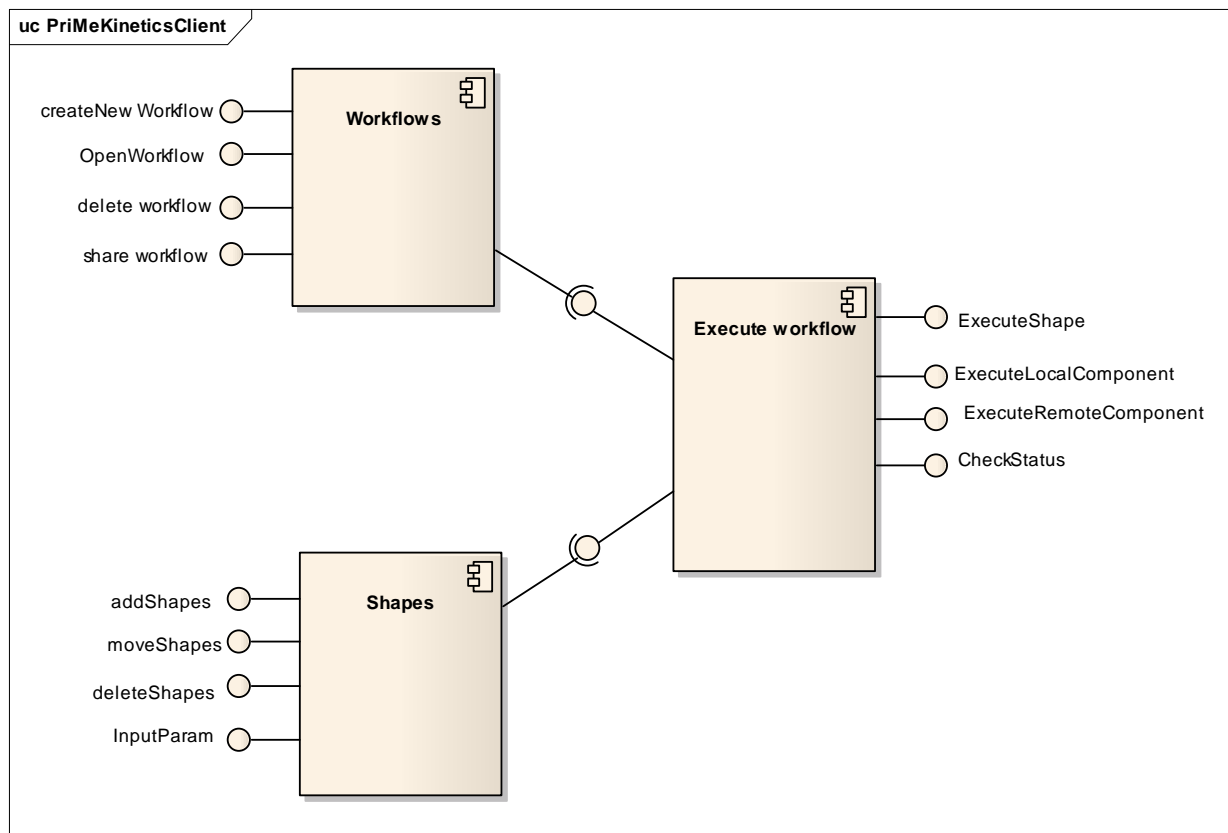 uc PriMeKineticsClient
Workflows
createNew Workflow
OpenWorkflow
delete workflow
share workflow
Execute workflow
ExecuteShape
ExecuteLocalComponent
ExecuteRemoteComponent
CheckStatus
Shapes
addShapes
moveShapes
deleteShapes
InputParam